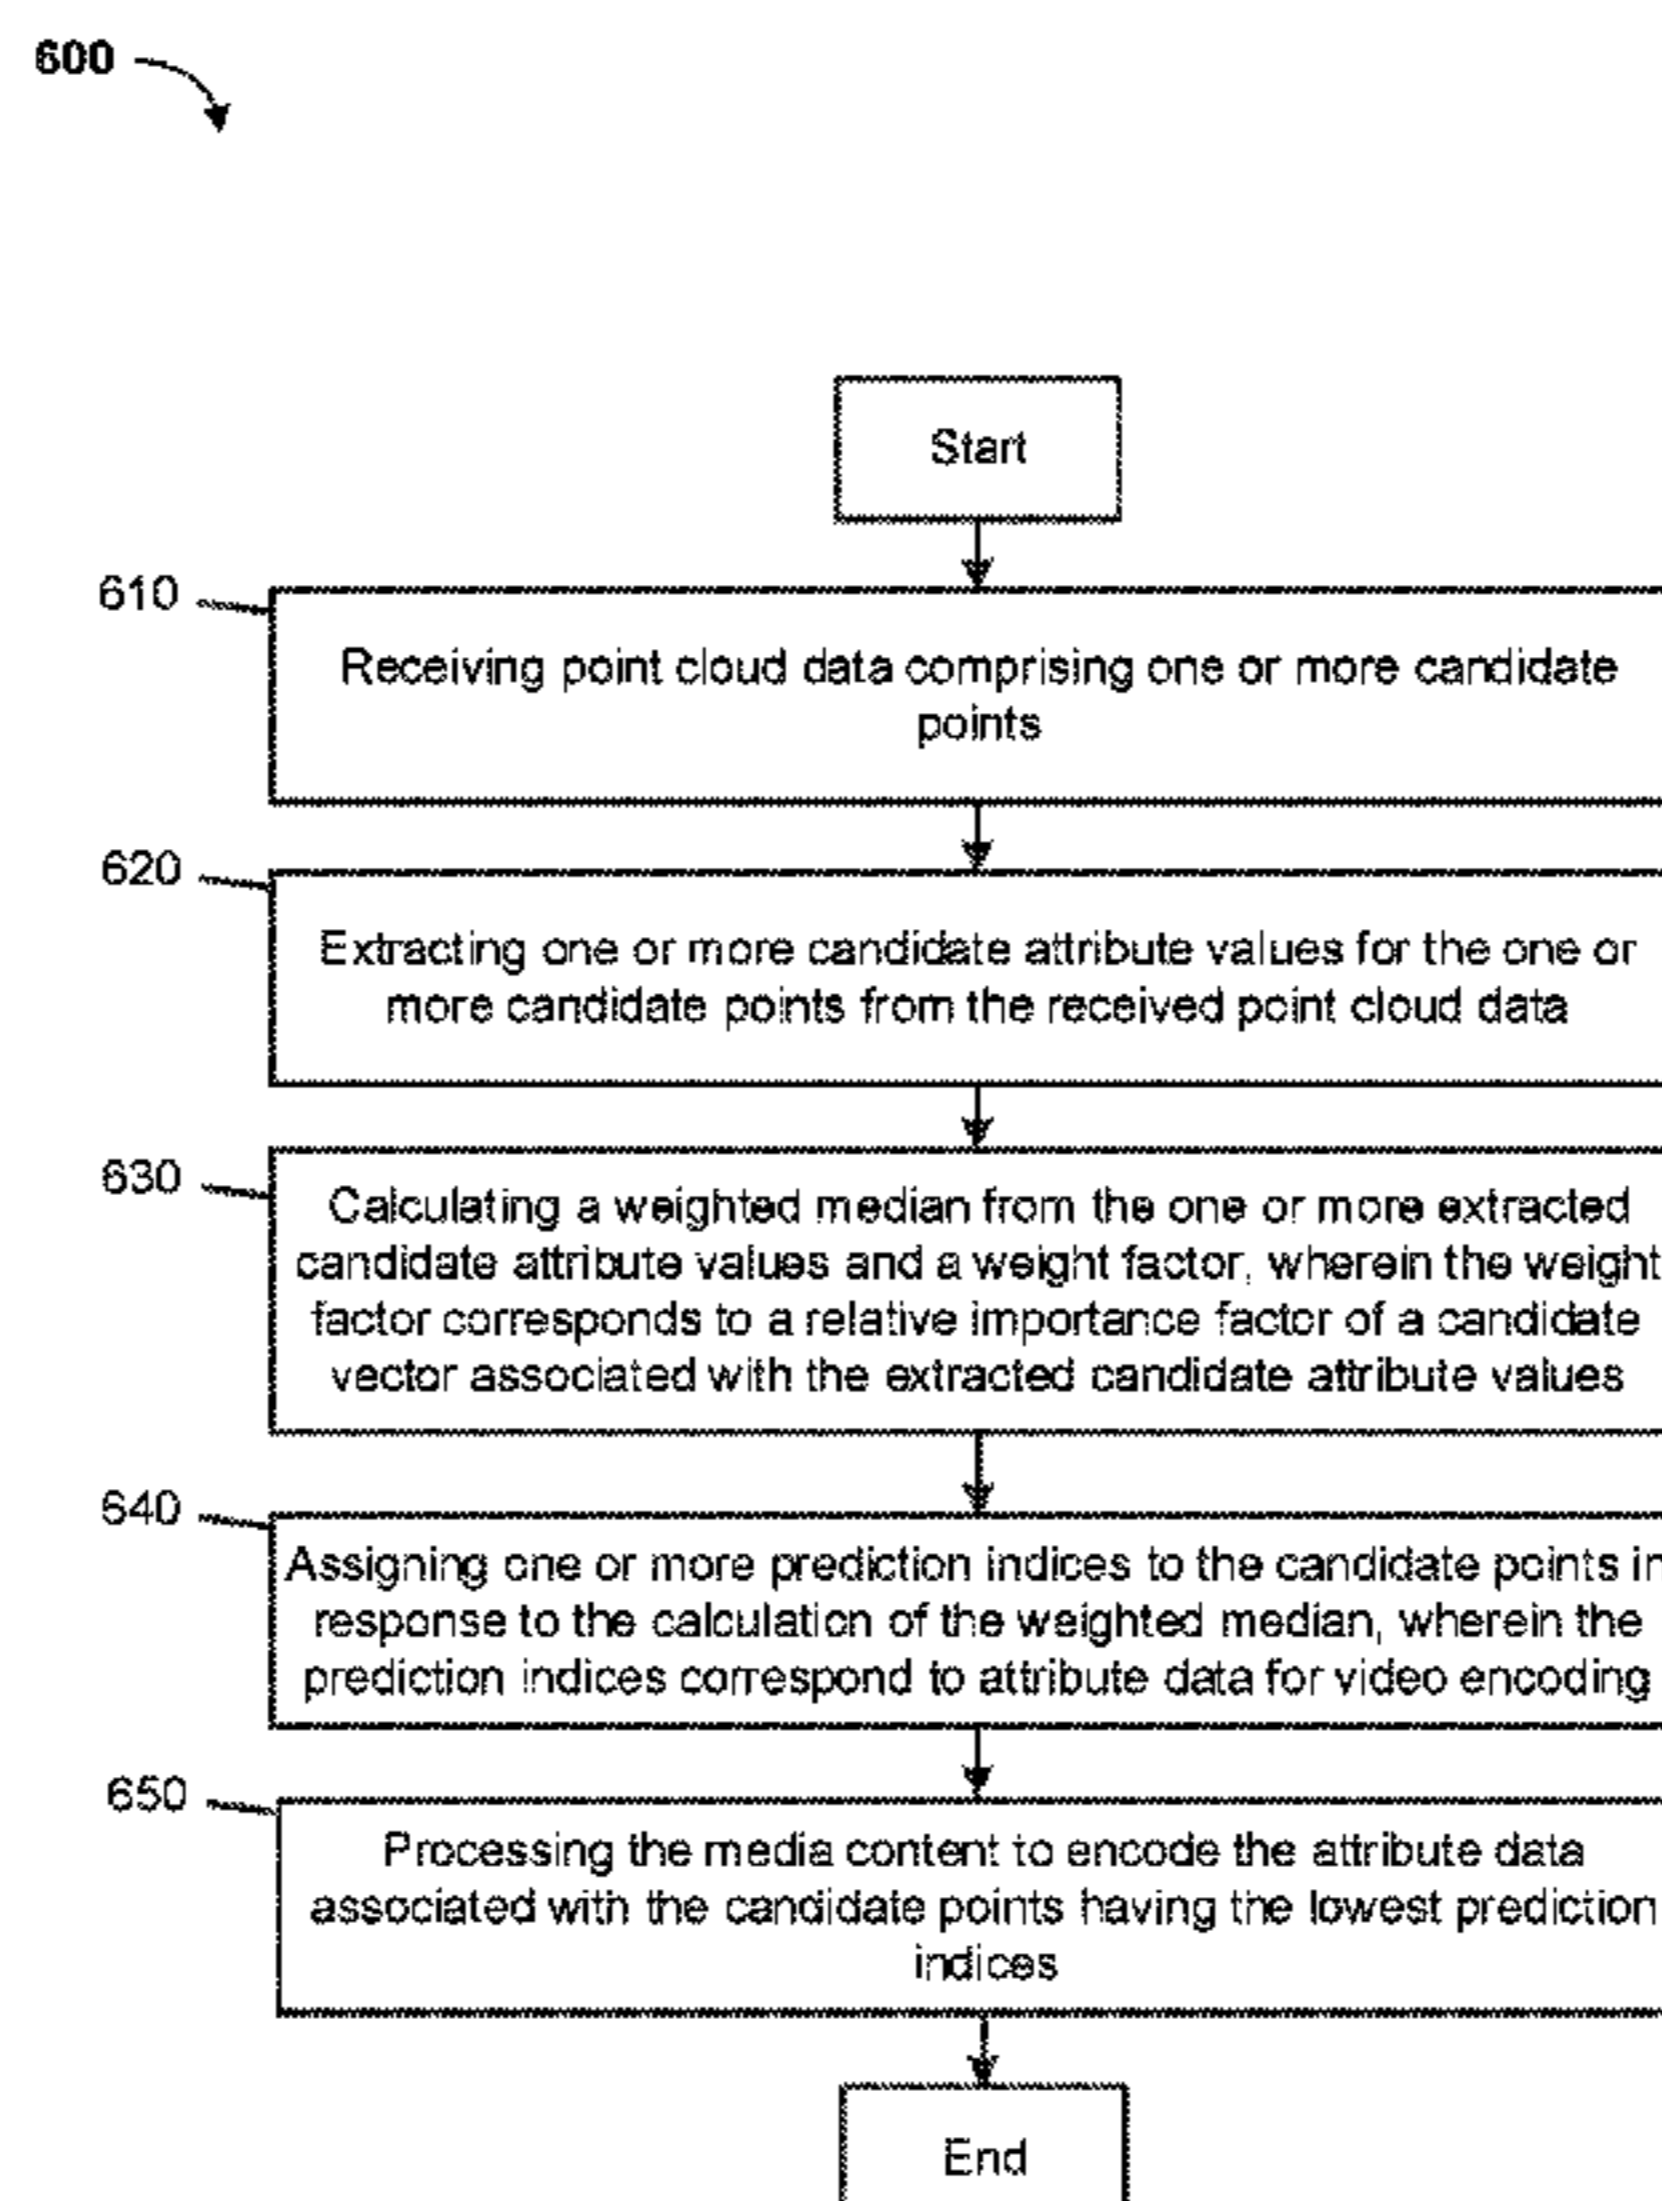 600
Start
610
Receiving point cloud data comprising one or more candidate
points
620
Extracting one or more candidate attribute values for the one or
more candidate points from the received point cloud data
630
Calculating a weighted median from the one or more extracted
candidate attribute values and a weight factor, wherein the weight
factor corresponds to a relative importance factor of a candidate
vector associated with the extracted candidate attribute values
640
Assigning one or more prediction indices to the candidate points in
response to the calculation of the weighted median, wherein the
prediction indices correspond to attribute data for video encoding
650
Processing the media content to encode the attribute data
associated with the candidate points having the lowest prediction
indices
End